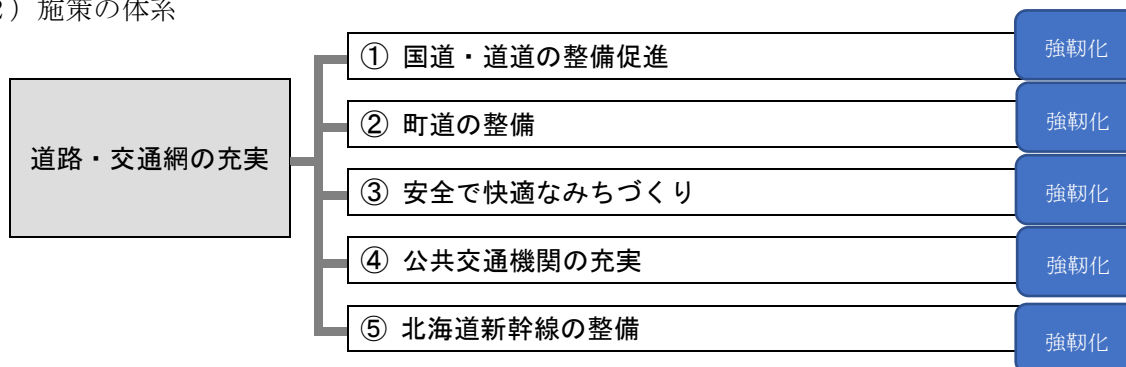 ２）施策の体系
① 国道・道道の整備促進
強靭化
② 町道の整備
強靭化
道路・交通網の充実
③ 安全で快適なみちづくり
強靭化
④ 公共交通機関の充実
強靭化
⑤ 北海道新幹線の整備
強靭化